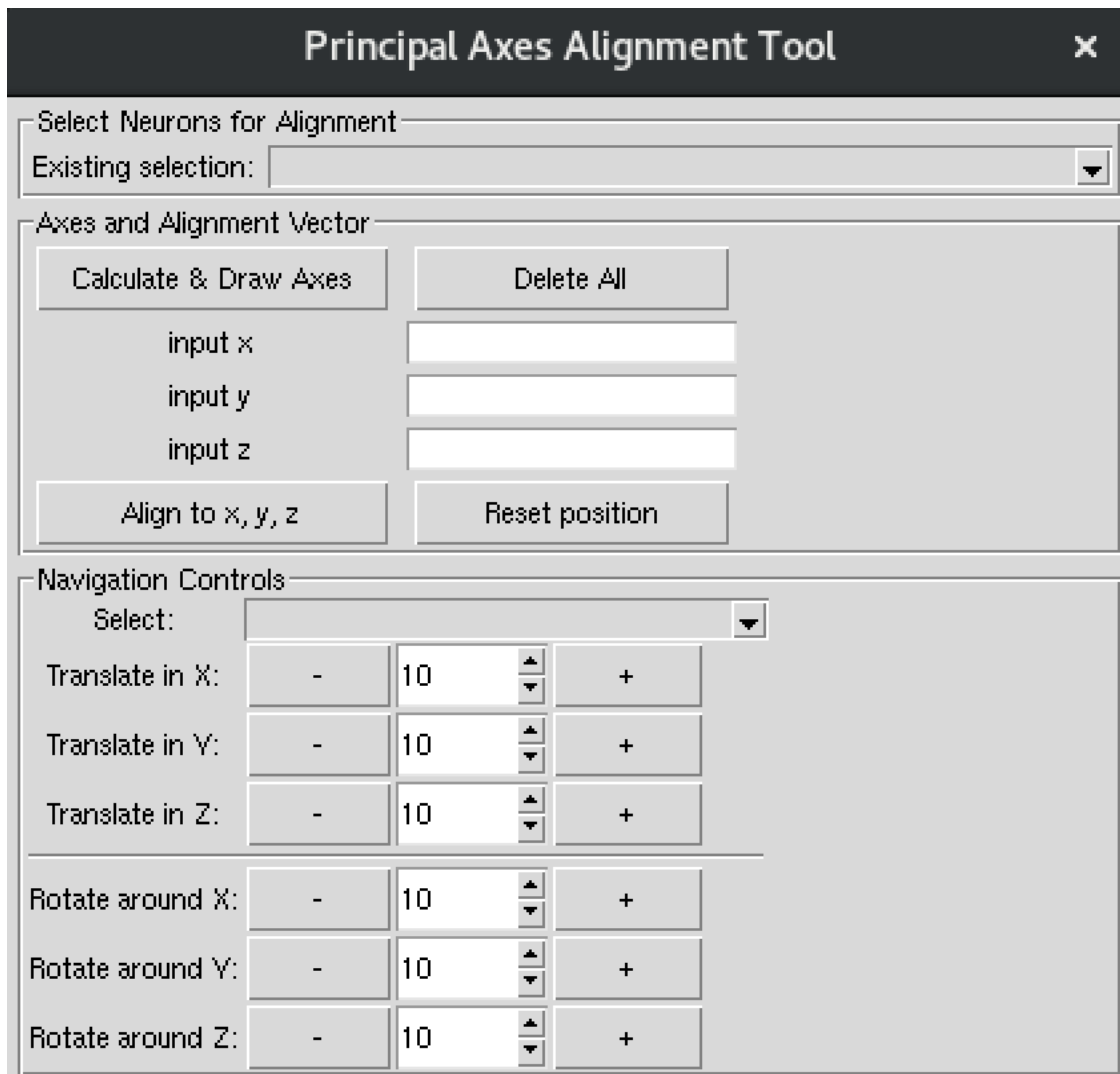 Principal Axes Alignment Tool ×
Select Neurons for Alignment
Existing selection:
Axes and Alignment Vector
Calculate & Draw Axes Delete All
input x
input y
input z
Align to x, y, z Reset position
Navigation Controls
Select:
Translate in X: - 10 +
Translate in Y: - 10 +
Translate in Z: - 10 +
Rotate around X: - 10 +
Rotate around Y: - 10 +
Rotate around Z: - 10 +